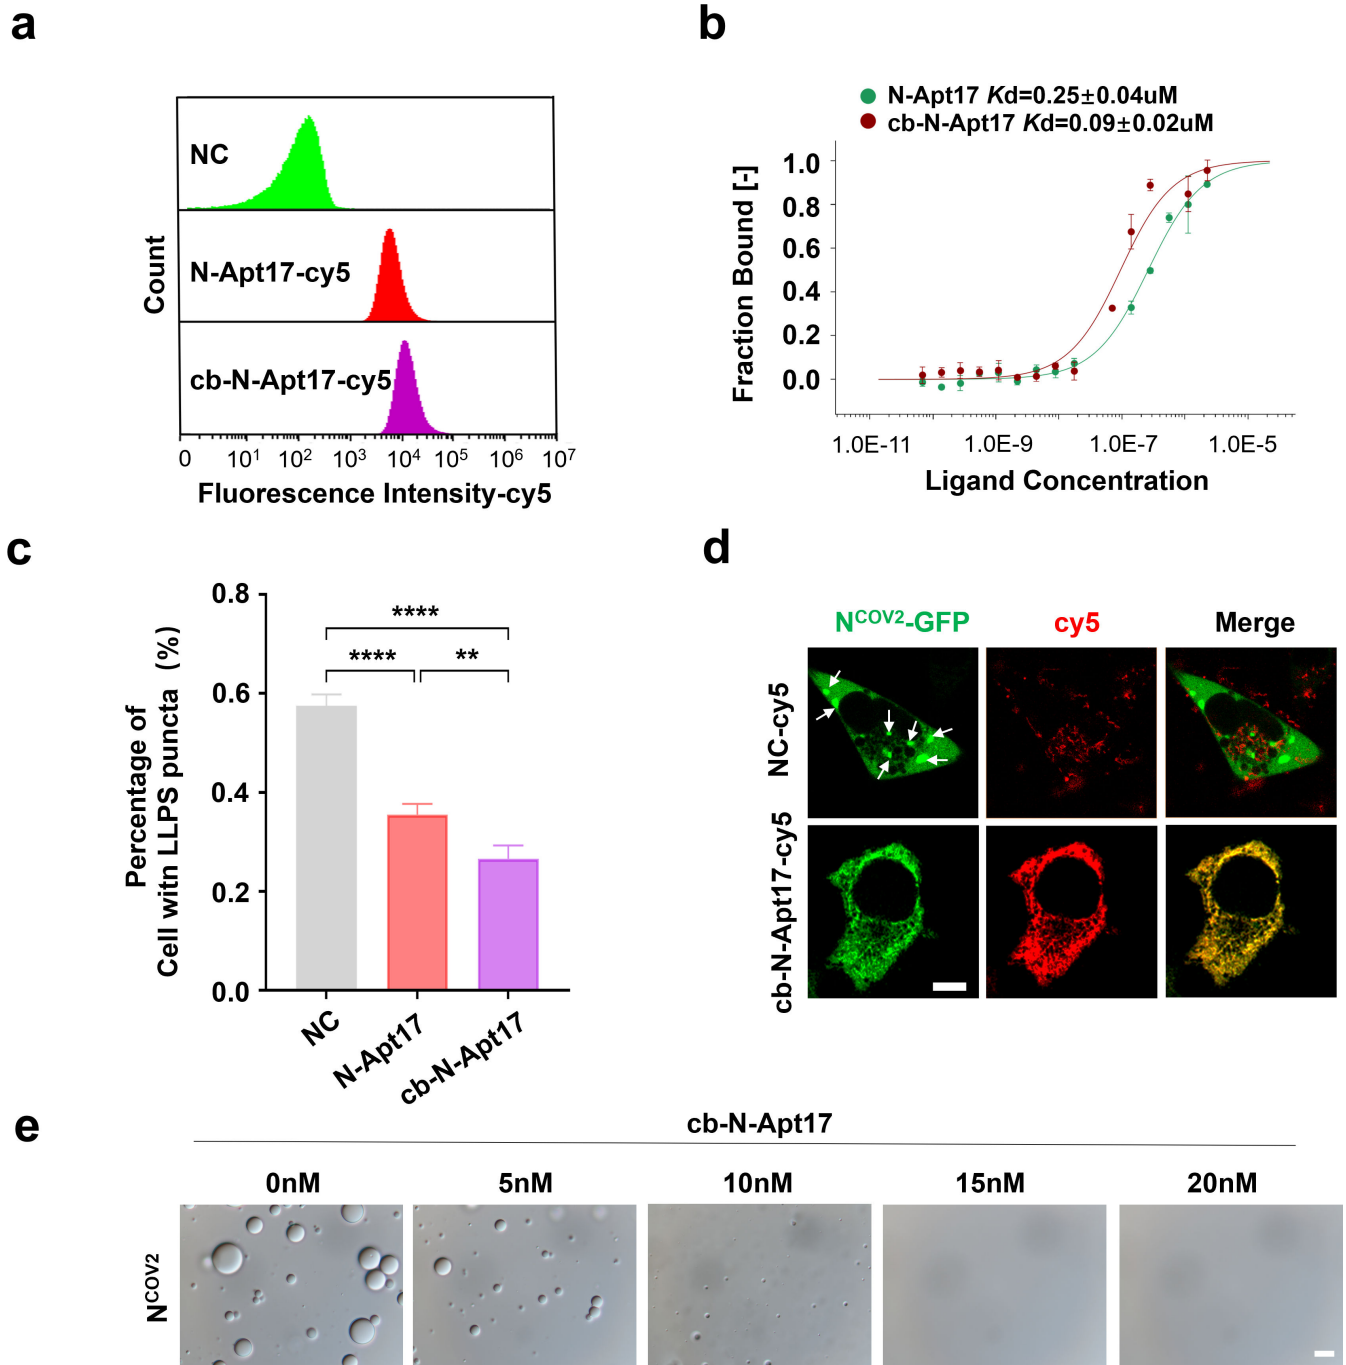 a
NC
N-Apt17-cy5
cb-N-Apt17-cy5
Count
0 10¹ 10² 10³ 10⁴ 10⁵ 10⁶ 10⁷
Fluorescence Intensity-cy5
b
N-Apt17 Kd=0.25±0.04uM
cb-N-Apt17 Kd=0.09±0.02uM
Fraction Bound [-]
1.0
0.8
0.6
0.4
0.2
0.0
1.0E-11 1.0E-9 1.0E-7 1.0E-5
Ligand Concentration
c
Percentage of
Cell witn LLPS puncta (%)
0.8
0.6
0.4
0.2
0.0
****
**** **
NC
N-Apt17
cb-N-Apt17
d
Nᶜᴼⱽ²-GFP cy5 Merge
NC-cy5
cb-N-Apt17-cy5
e
cb-N-Apt17
0nM 5nM 10nM 15nM 20nM
Nᶜᴼⱽ²